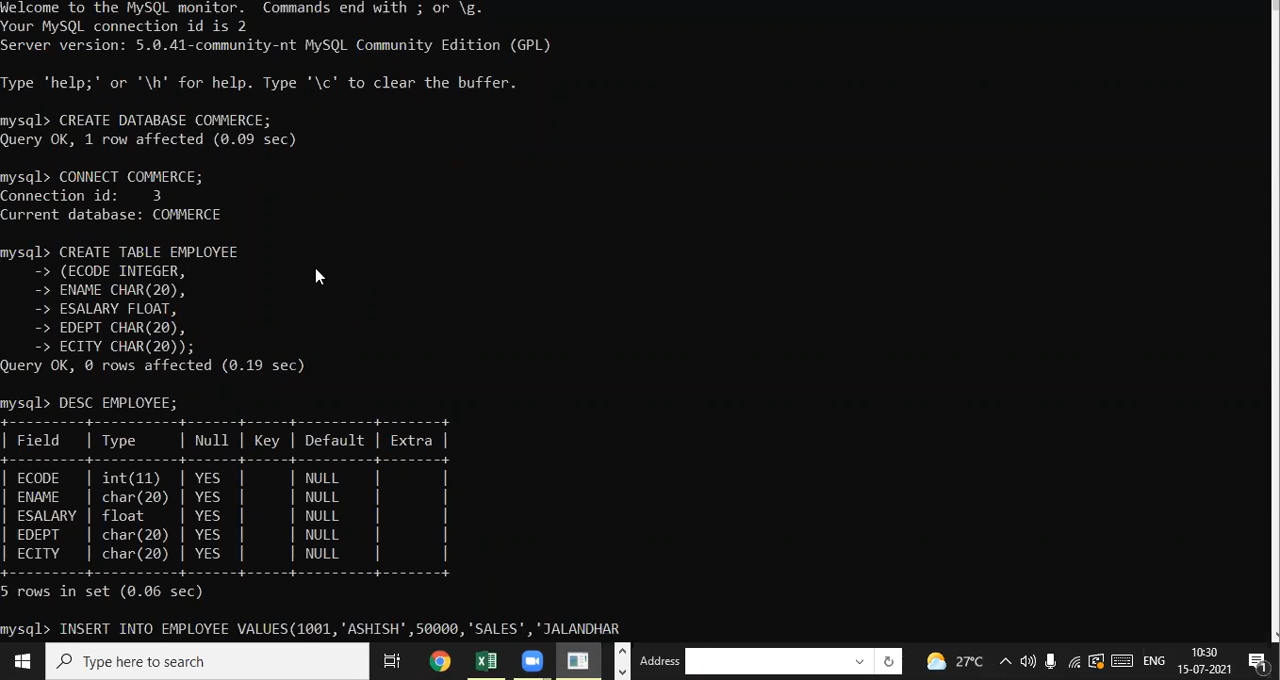 Welcome to the MySQL monitor.  Commands end with ; or \g.
Your MySQL connection id is 2
Server version: 5.0.41-community-nt MySQL Community Edition (GPL)
Type 'help;' or '\h' for help. Type '\c' to clear the buffer.
mysql> CREATE DATABASE COMMERCE;
Query OK, 1 row affected (0.09 sec)
mysql> CONNECT COMMERCE;
Connection id:    3
Current database: COMMERCE
mysql> CREATE TABLE EMPLOYEE
    -> (ECODE INTEGER,
    -> ENAME CHAR(20),
    -> ESALARY FLOAT,
    -> EDEPT CHAR(20),
    -> ECITY CHAR(20));
Query OK, 0 rows affected (0.19 sec)
mysql> DESC EMPLOYEE;
+---------+----------+------+-----+---------+-------+
| Field   | Type     | Null | Key | Default | Extra |
+---------+----------+------+-----+---------+-------+
| ECODE   | int(11)  | YES  |     | NULL    |       |
| ENAME   | char(20) | YES  |     | NULL    |       |
| ESALARY | float    | YES  |     | NULL    |       |
| EDEPT   | char(20) | YES  |     | NULL    |       |
| ECITY   | char(20) | YES  |     | NULL    |       |
+---------+----------+------+-----+---------+-------+
5 rows in set (0.06 sec)
mysql> INSERT INTO EMPLOYEE VALUES(1001,'ASHISH',50000,'SALES','JALANDHAR
Type here to search
Address
27°C
ENG
10:30
15-07-2021
1